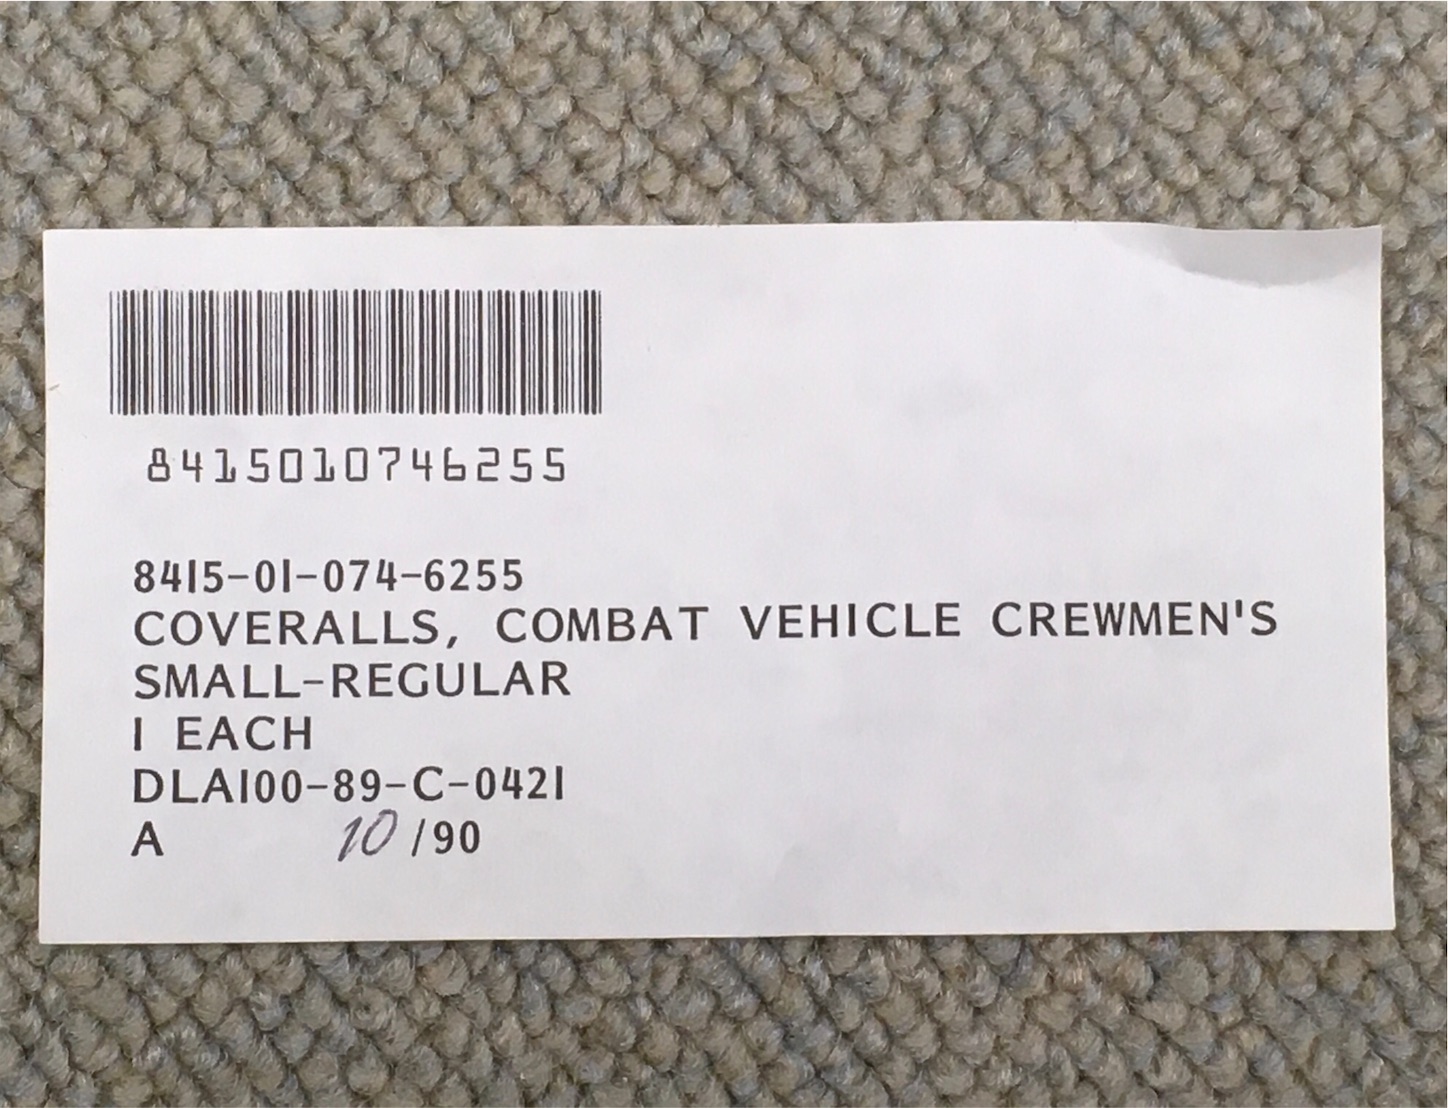 8415010746255
8415-01-074-6255
COVERALLS, COMBAT VEHICLE CREWMEN'S
SMALL-REGULAR
1 EACH
DLA100-89-C-0421
A 10/90